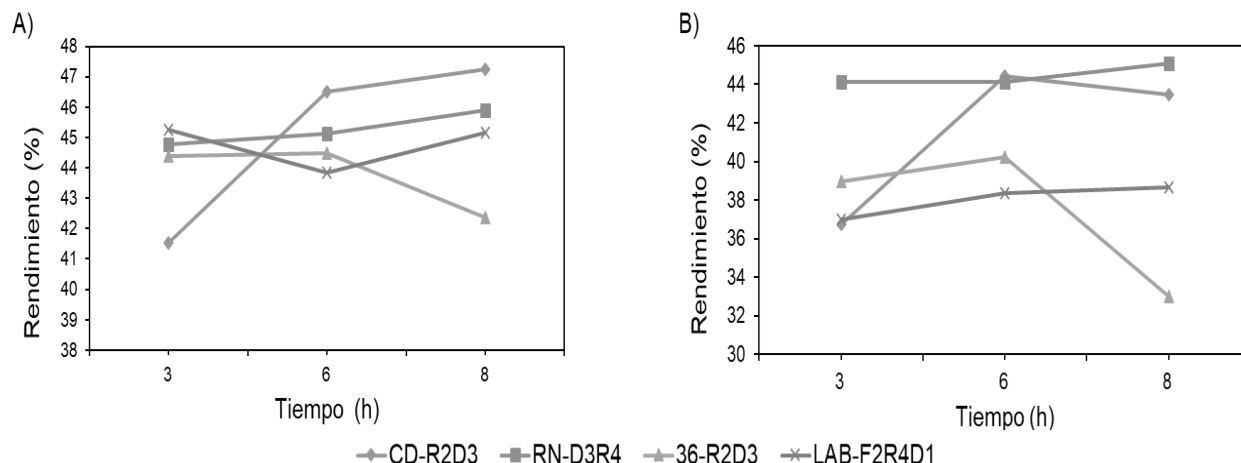 A)
48
47
46
45
44
43
42
41
40
39
38
Rendimiento (%)
3 6 8
Tiempo (h)
B)
46
44
42
40
38
36
34
32
30
Rendimiento (%)
3 6 8
Tiempo (h)
CD-R2D3 RN-D3R4 36-R2D3 LAB-F2R4D1